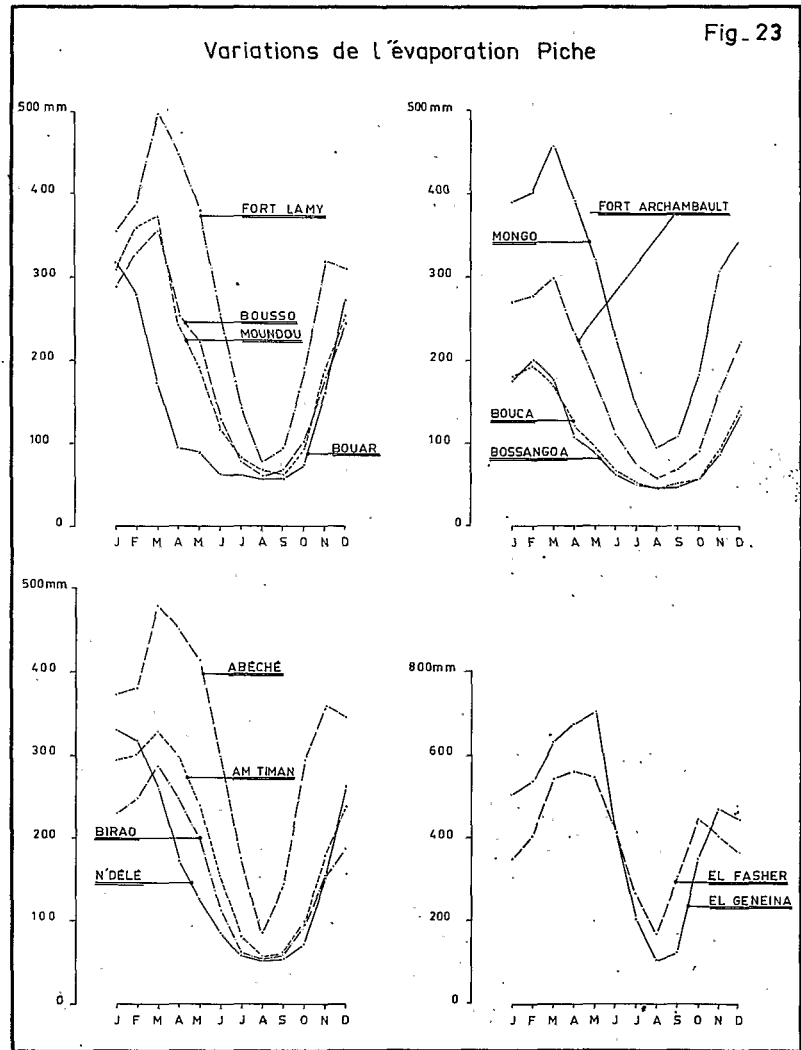 Fig_ 23
Variations de l'évaporation Piche
500 mm
400
300
200
100
0
FORT LAMY
BOUSSO
MOUNDOU
BOUAR
J F M A M J J A S O N D
500 mm
400
300
200
100
0
FORT ARCHAMBAULT
MONGO
BOUCA
BOSSANGOA
J F M A M J J A S O N D
500mm
400
300
200
100
0
ABÉCHÉ
AM TIMAN
BIRAO
N'DÉLÉ
J F M A M J J A S O N D
800mm
600
400
200
0
EL FASHER
EL GENEINA
J F M A M J J A S O N D